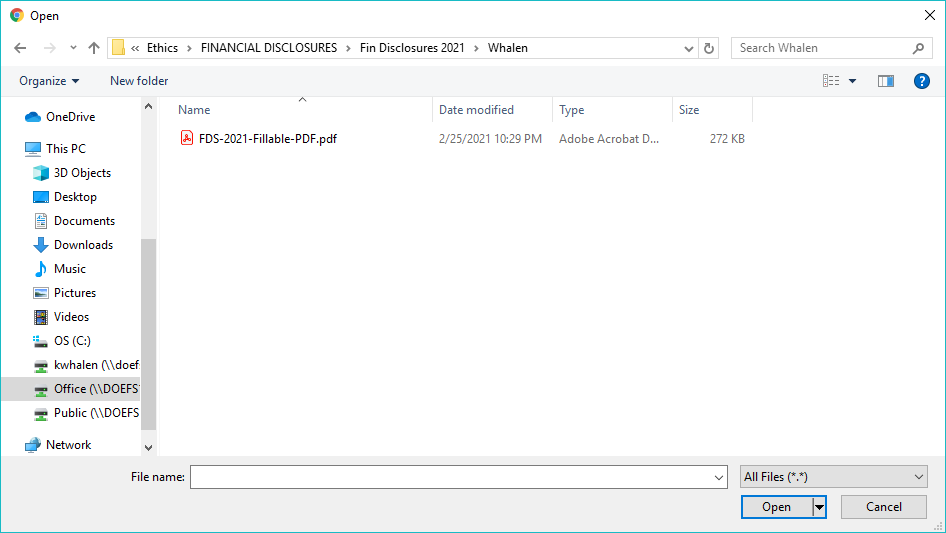 Open
« Ethics > FINANCIAL DISCLOSURES > Fin Disclosures 2021 > Whalen
Search Whalen
Organize
New folder
Name
Date modified
Type
Size
FDS-2021-Fillable-PDF.pdf
2/25/2021 10:29 PM
Adobe Acrobat D...
272 KB
OneDrive
This PC
3D Objects
Desktop
Documents
Downloads
Music
Pictures
Videos
OS (C:)
kwhalen (\\doef
Office (\\DOEFS
Public (\\DOEFS
Network
File name:
All Files (*.*)
Open
Cancel